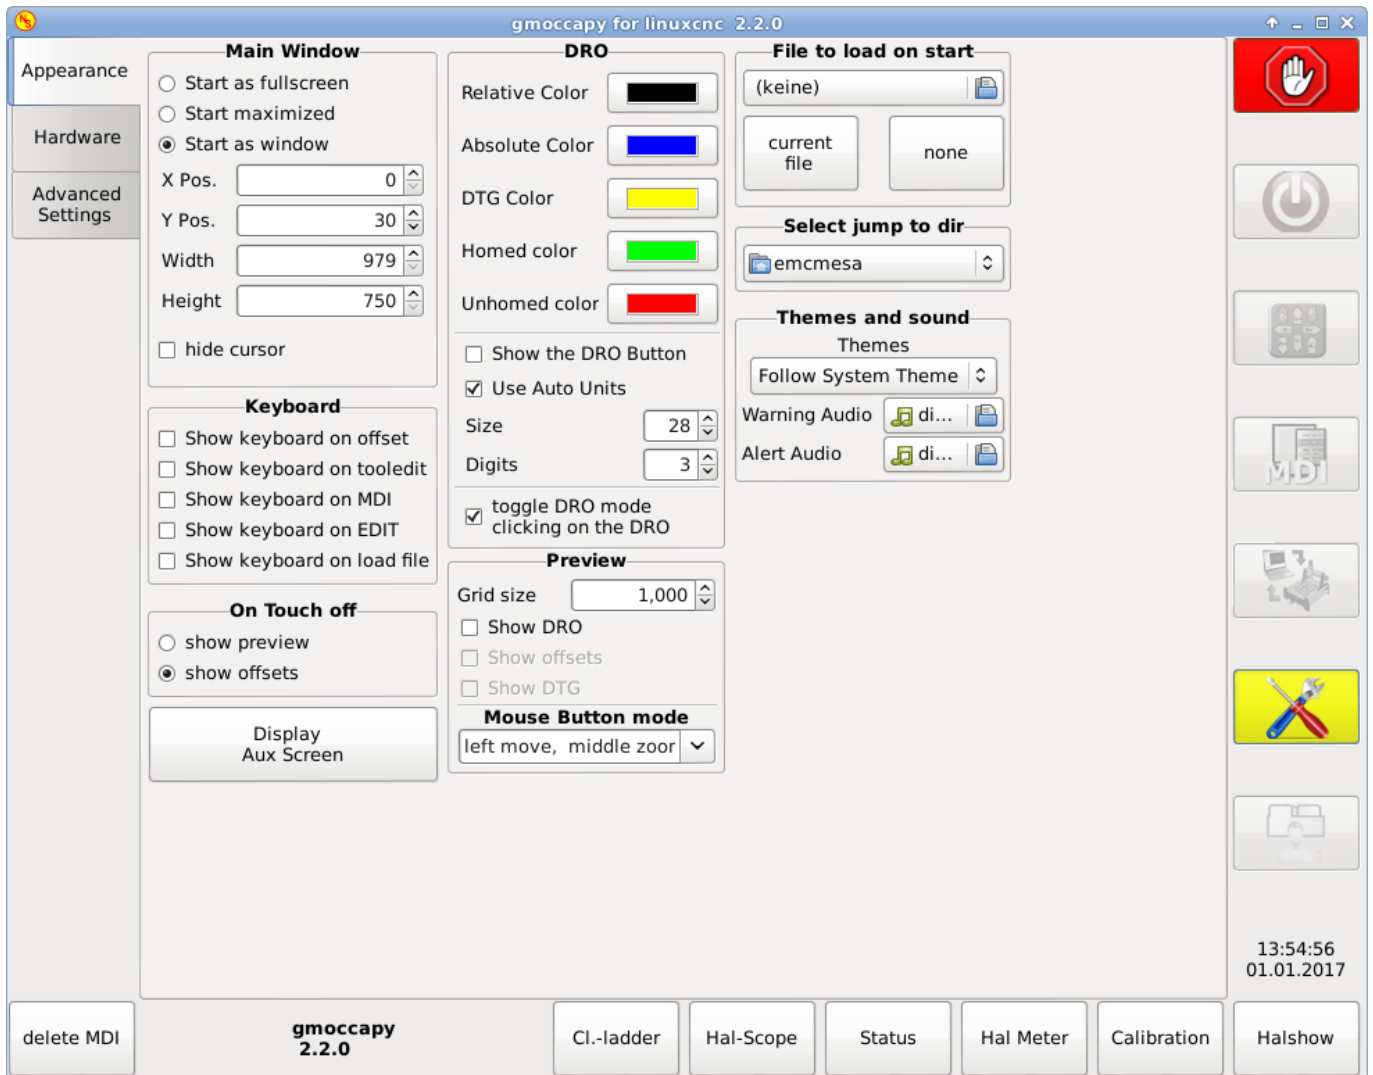 gmoccapy for linuxcnc 2.2.0
Appearance
Hardware
Advanced
Settings
Main Window
Start as fullscreen
Start maximized
Start as window
X Pos. 0
Y Pos. 30
Width 979
Height 750
hide cursor
Keyboard
Show keyboard on offset
Show keyboard on tooledit
Show keyboard on MDI
Show keyboard on EDIT
Show keyboard on load file
On Touch off
show preview
show offsets
Display
Aux Screen
DRO
Relative Color
Absolute Color
DTG Color
Homed color
Unhomed color
Show the DRO Button
Use Auto Units
Size 28
Digits 3
toggle DRO mode
clicking on the DRO
Preview
Grid size 1,000
Show DRO
Show offsets
Show DTG
Mouse Button mode
left move, middle zoor
File to load on start
(keine)
current
file
none
Select jump to dir
emcmesa
Themes and sound
Themes
Follow System Theme
Warning Audio di...
Alert Audio di...
MDI
13:54:56
01.01.2017
delete MDI
gmoccapy
2.2.0
Cl.-ladder
Hal-Scope
Status
Hal Meter
Calibration
Halshow